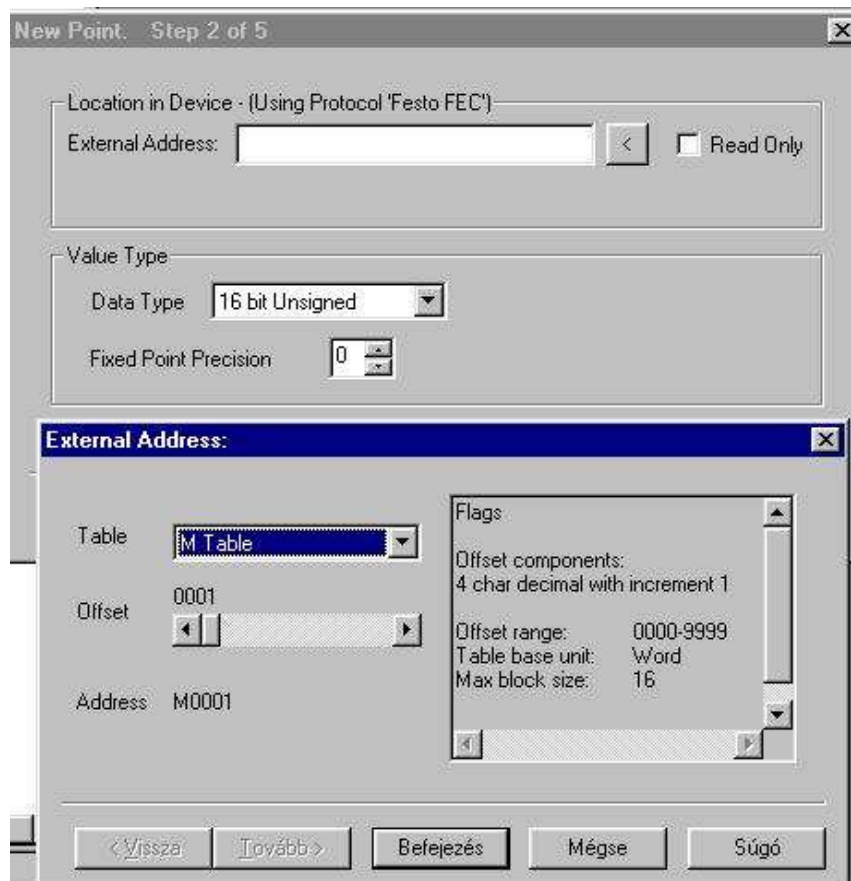 New Point. Step 2 of 5
Location in Device - (Using Protocol 'Festo FEC')
External Address:
<
Read Only
Value Type
Data Type
16 bit Unsigned
Fixed Point Precision
0
External Address:
Table
M Table
Offset
0001
Address
M0001
Flags
Offset components:
4 char decimal with increment 1
Offset range: 0000-9999
Table base unit: Word
Max block size: 16
< Vissza
Tovább >
Befejezés
Mégse
Súgó